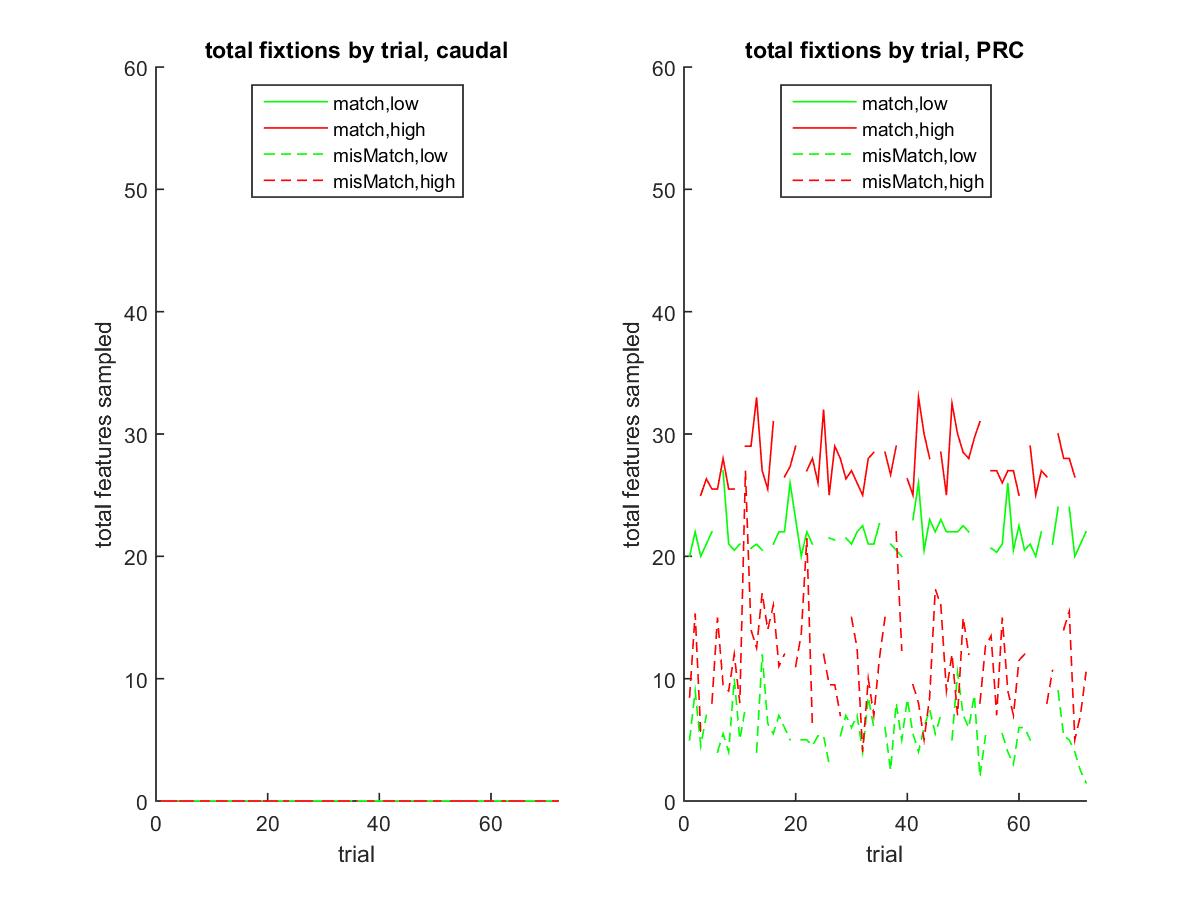 total fixtions by trial, caudal
60
50
40
30
20
10
0
total features sampled
match,low
match,high
misMatch,low
misMatch,high
0 20 40 60
trial
total fixtions by trial, PRC
60
50
40
30
20
10
0
total features sampled
match,low
match,high
misMatch,low
misMatch,high
0 20 40 60
trial